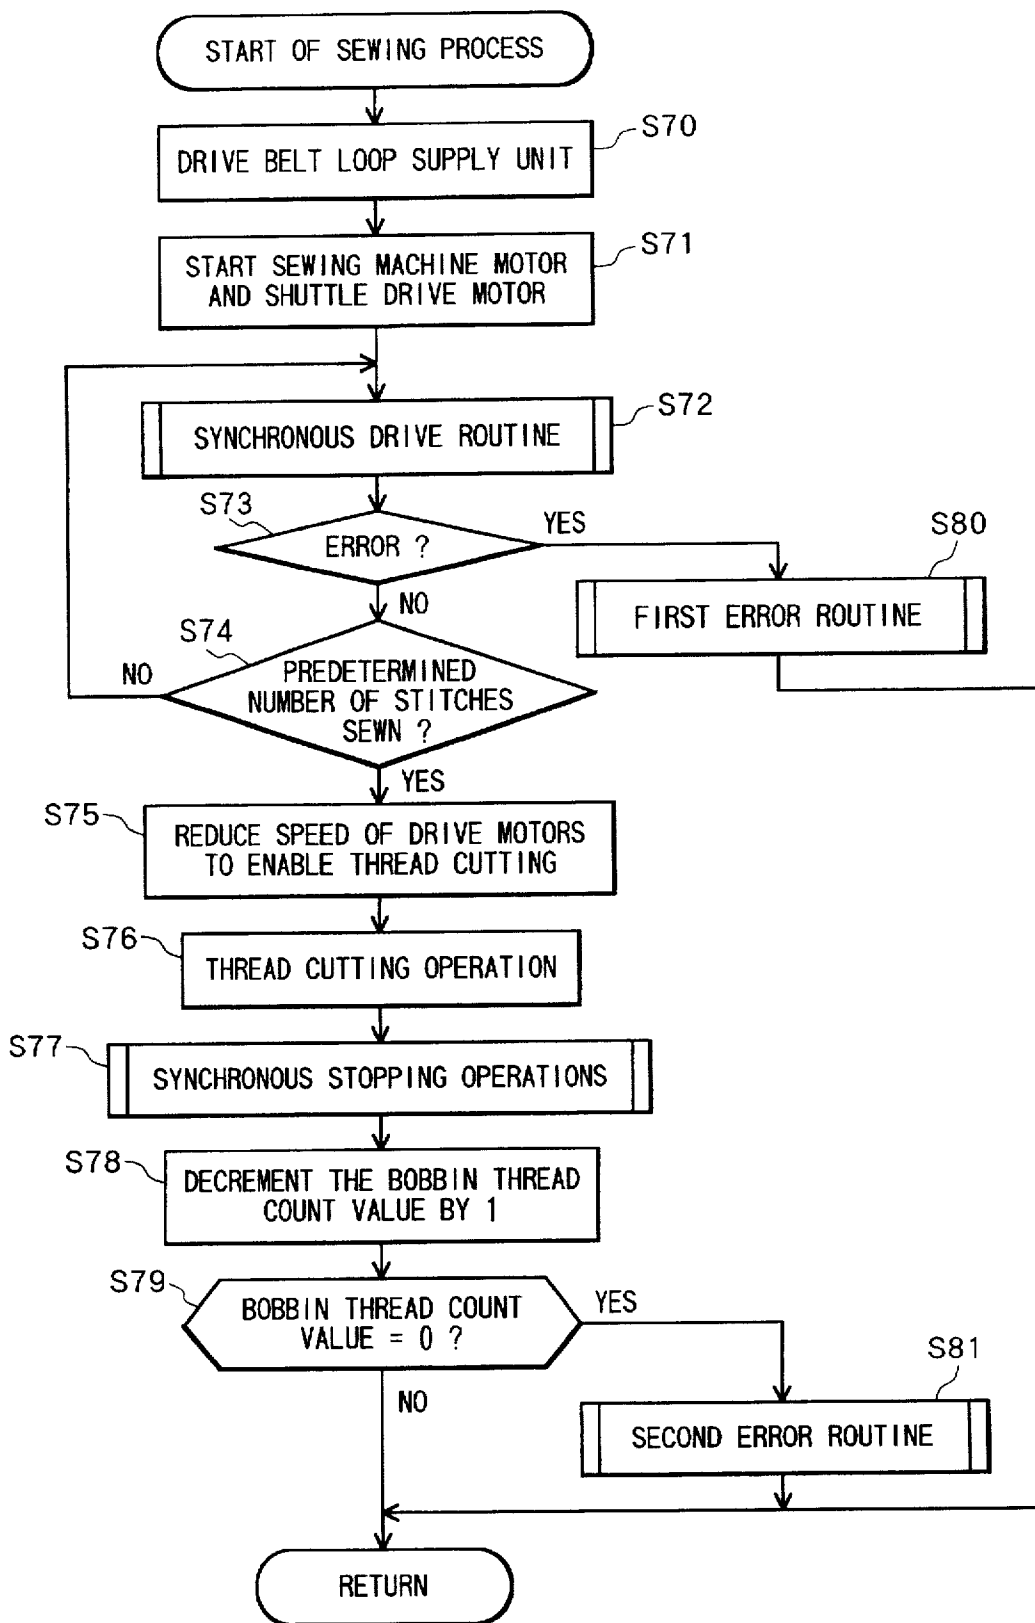 START OF SEWING PROCESS
S70
DRIVE BELT LOOP SUPPLY UNIT
S71
START SEWING MACHINE MOTOR
AND SHUTTLE DRIVE MOTOR
S72
SYNCHRONOUS DRIVE ROUTINE
S73
ERROR ?
YES
NO
S80
FIRST ERROR ROUTINE
S74
PREDETERMINED
NUMBER OF STITCHES
SEWN ?
NO
YES
S75
REDUCE SPEED OF DRIVE MOTORS
TO ENABLE THREAD CUTTING
S76
THREAD CUTTING OPERATION
S77
SYNCHRONOUS STOPPING OPERATIONS
S78
DECREMENT THE BOBBIN THREAD
COUNT VALUE BY 1
S79
BOBBIN THREAD COUNT
VALUE = 0 ?
YES
NO
S81
SECOND ERROR ROUTINE
RETURN